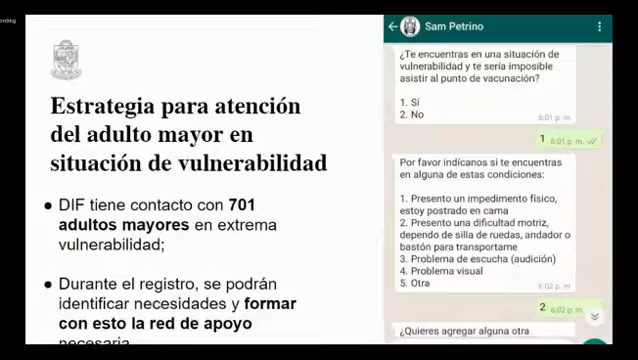 Estrategia para atención
del adulto mayor en
situación de vulnerabilidad
● DIF tiene contacto con 701
adultos mayores en extrema
vulnerabilidad;
● Durante el registro, se podrán
identificar necesidades y formar
con esto la red de apoyo
necesaria
Sam Petrino
¿Te encuentras en una situación de
vulnerabilidad y te sería imposible
asistir al punto de vacunación?
1. Sí
2. No
6:01 p. m.
1 6:01 p. m.
Por favor indícanos si te encuentras
en alguna de estas condiciones:
1. Presento un impedimento físico,
estoy postrado en cama
2. Presento una dificultad motriz,
dependo de silla de ruedas, andador o
bastón para transportame
3. Problema de escucha (audición)
4. Problema visual
5. Otra
6:02 p. m.
2 6:02 p. m.
¿Quieres agregar alguna otra